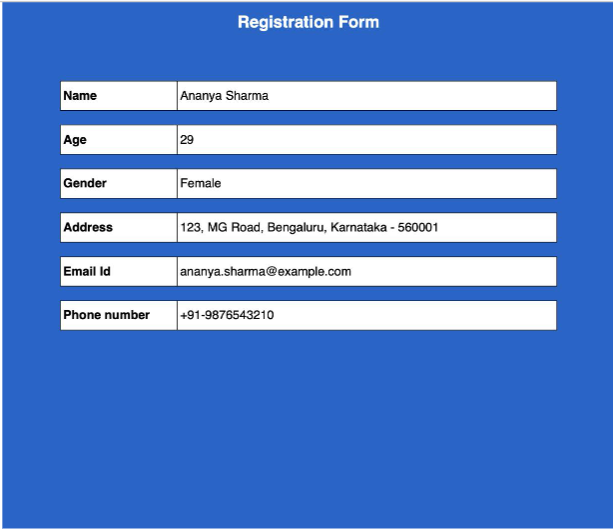 Registration Form
Name Ananya Sharma
Age 29
Gender Female
Address 123, MG Road, Bengaluru, Karnataka - 560001
Email Id ananya.sharma@example.com
Phone number +91-9876543210